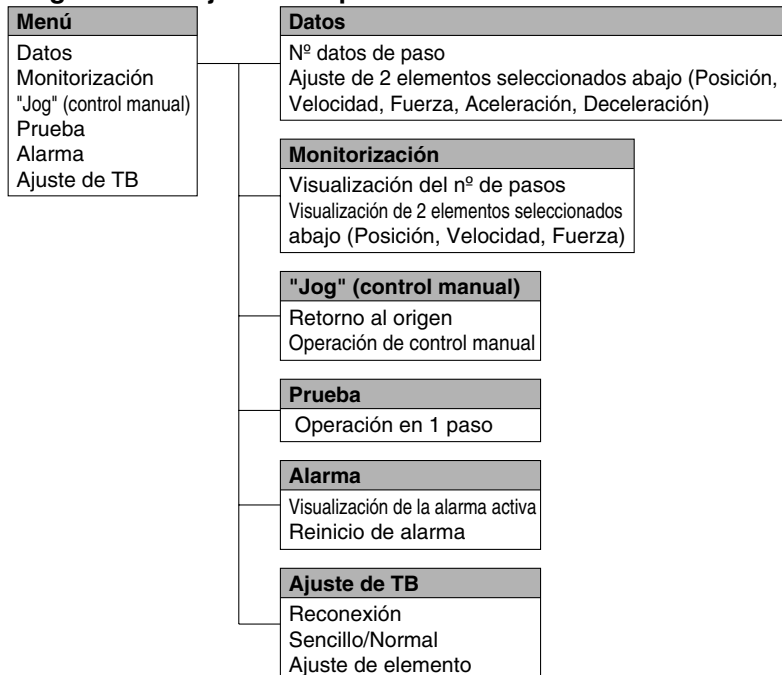 Menú
Datos
Monitorización
"Jog" (control manual)
Prueba
Alarma
Ajuste de TB
Datos
Nº datos de paso
Ajuste de 2 elementos seleccionados abajo (Posición,
Velocidad, Fuerza, Aceleración, Deceleración)
Monitorización
Visualización del nº de pasos
Visualización de 2 elementos seleccionados
abajo (Posición, Velocidad, Fuerza)
"Jog" (control manual)
Retorno al origen
Operación de control manual
Prueba
Operación en 1 paso
Alarma
Visualización de la alarma activa
Reinicio de alarma
Ajuste de TB
Reconexión
Sencillo/Normal
Ajuste de elemento